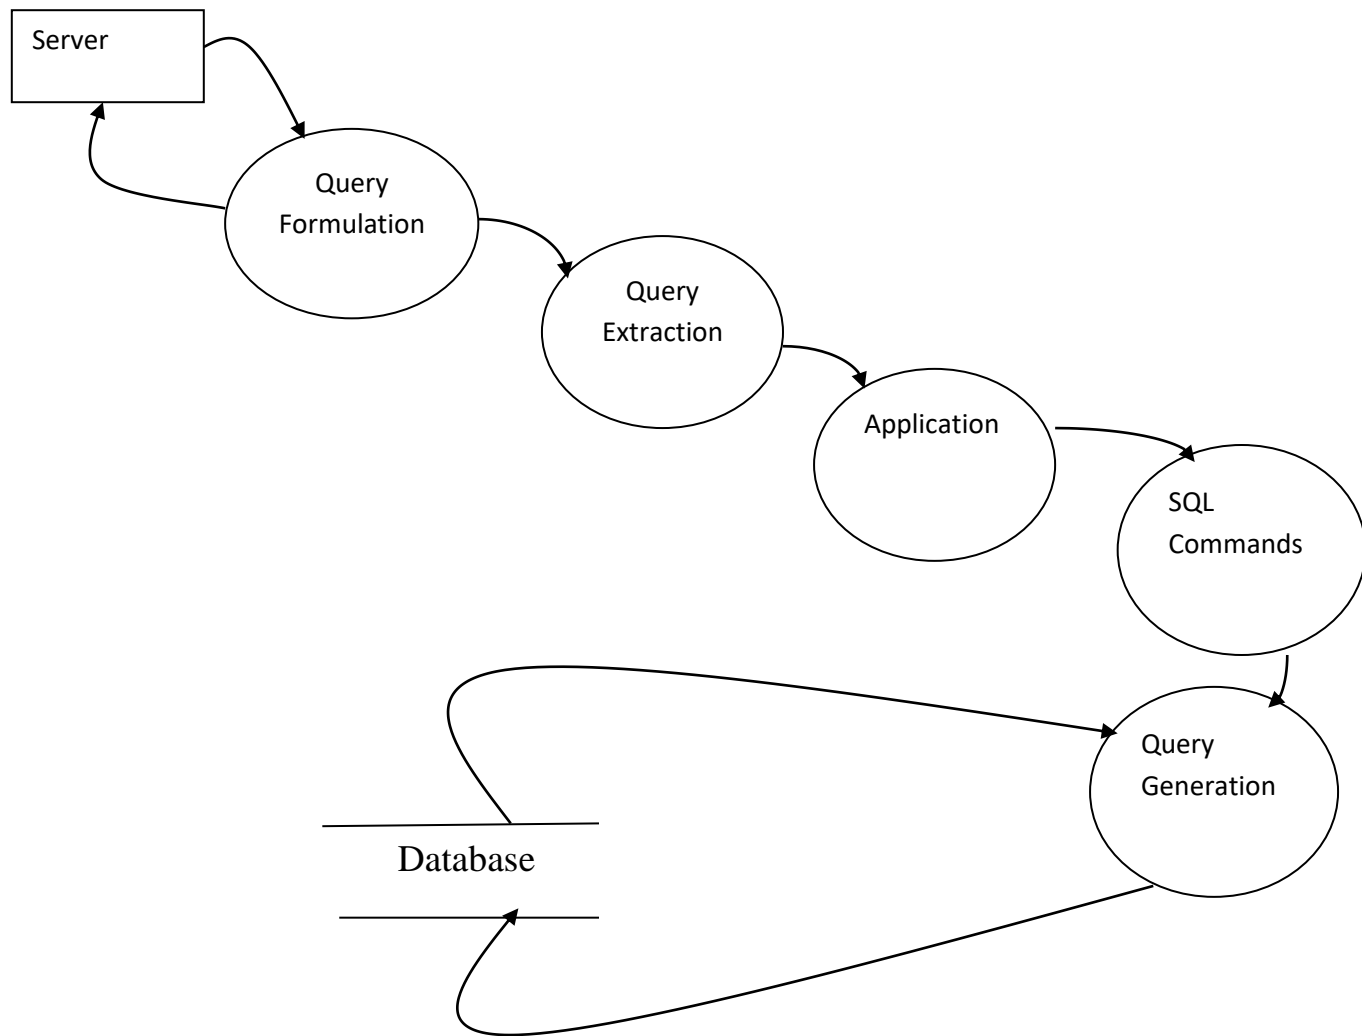 Server
Query
Formulation
Query
Extraction
Application
SQL
Commands
Query
Generation
Database